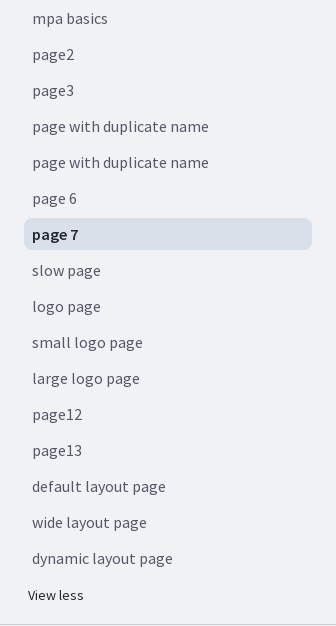 mpa basics
page2
page3
page with duplicate name
page with duplicate name
page 6
page 7
slow page
logo page
small logo page
large logo page
page12
page13
default layout page
wide layout page
dynamic layout page
View less